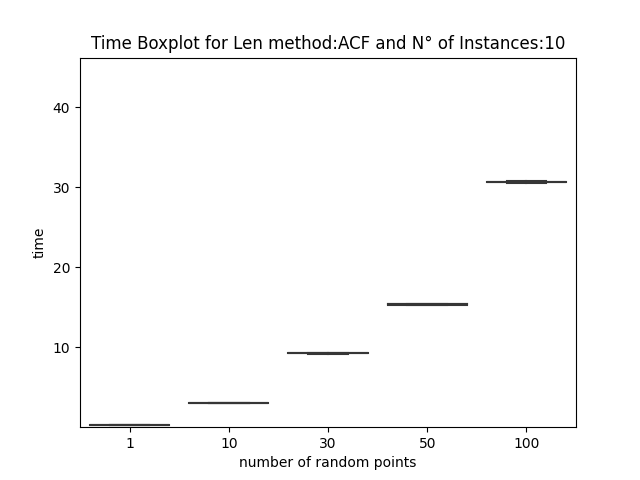 Time Boxplot for Len method:ACF and N° of Instances:10
40
30
20
10
time
1 10 30 50 100
number of random points